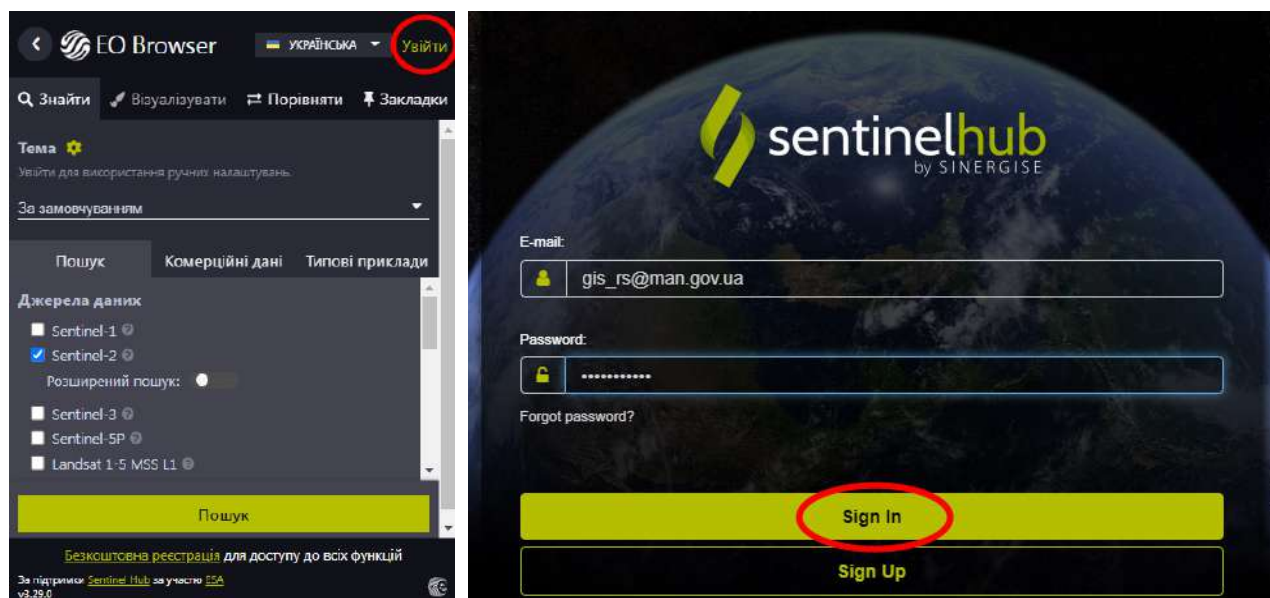 EO Browser
УКРАЇНСЬКА
Увійти
Знайти
Візуалізувати
Порівняти
Закладки
Тема
Увійти для використання ручних налаштувань.
За замовчуванням
Пошук
Комерційні дані
Типові приклади
Джерела даних
Sentinel-1
Sentinel-2
Розширений пошук:
Sentinel-3
Sentinel-5P
Landsat 1-5 MSS L1
Пошук
Безкоштовна реєстрація для доступу до всіх функцій
За підтримки Sentinel Hub за участю ESA
v3.29.0
sentinelhub
by SINERGISE
E-mail:
gis_rs@man.gov.ua
Password:
•••••••••••
Forgot password?
Sign In
Sign Up